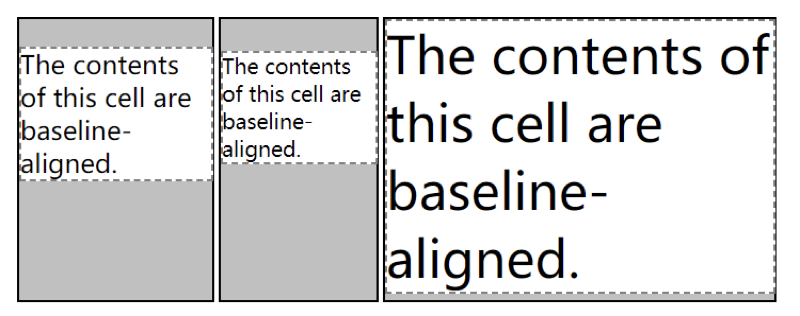 The contents
of this cell are
baseline-
aligned.
The contents
of this cell are
baseline-
aligned.
The contents of
this cell are
baseline-
aligned.